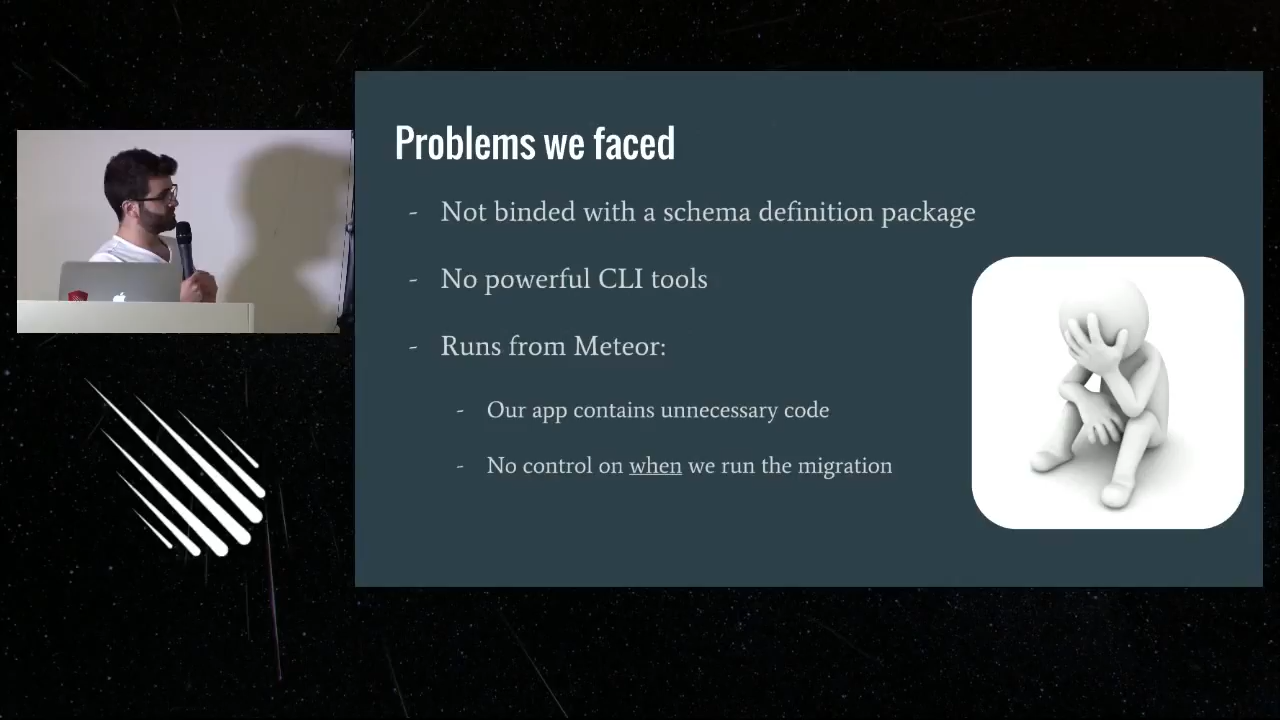 Problems we faced
- Not binded with a schema definition package
- No powerful CLI tools
- Runs from Meteor:
- Our app contains unnecessary code
- No control on when we run the migration